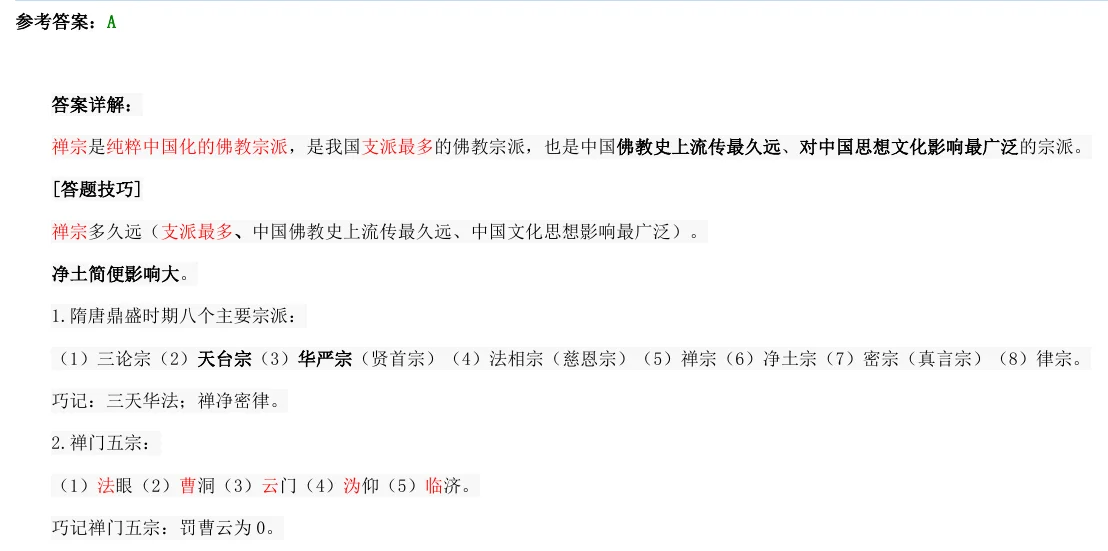 参考答案：A
答案详解：
禅宗是纯粹中国化的佛教宗派，是我国支派最多的佛教宗派，也是中国佛教史上流传最久远、对中国思想文化影响最广泛的宗派。
[答题技巧]
禅宗多久远（支派最多、中国佛教史上流传最久远、中国文化思想影响最广泛）。
净土简便影响大。
1.隋唐鼎盛时期八个主要宗派：
（1）三论宗（2）天台宗（3）华严宗（贤首宗）（4）法相宗（慈恩宗）（5）禅宗（6）净土宗（7）密宗（真言宗）（8）律宗。
巧记：三天华法；禅净密律。
2.禅门五宗：
（1）法眼（2）曹洞（3）云门（4）沩仰（5）临济。
巧记禅门五宗：罚曹云为0。